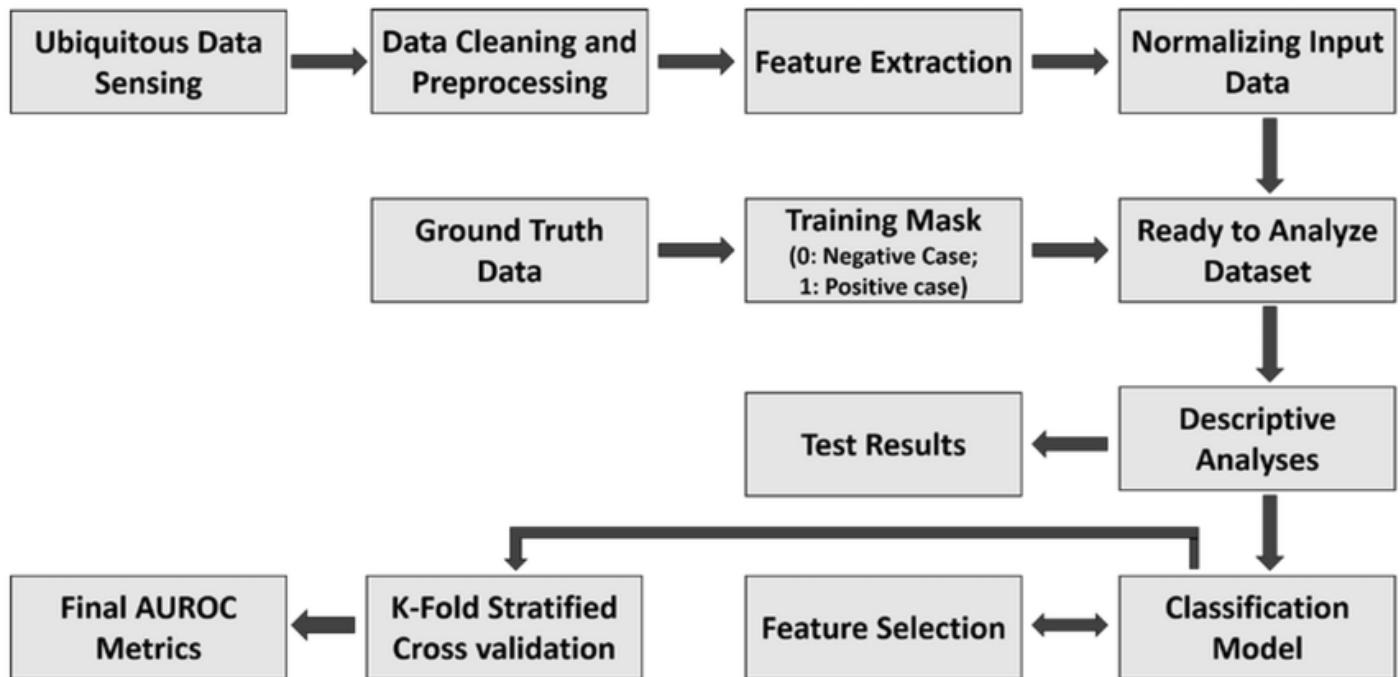 Ubiquitous Data
Sensing
Data Cleaning and
Preprocessing
Feature Extraction
Normalizing Input
Data
Ground Truth
Data
Training Mask
(0: Negative Case;
1: Positive case)
Ready to Analyze
Dataset
Test Results
Descriptive
Analyses
Final AUROC
Metrics
K-Fold Stratified
Cross validation
Feature Selection
Classification
Model